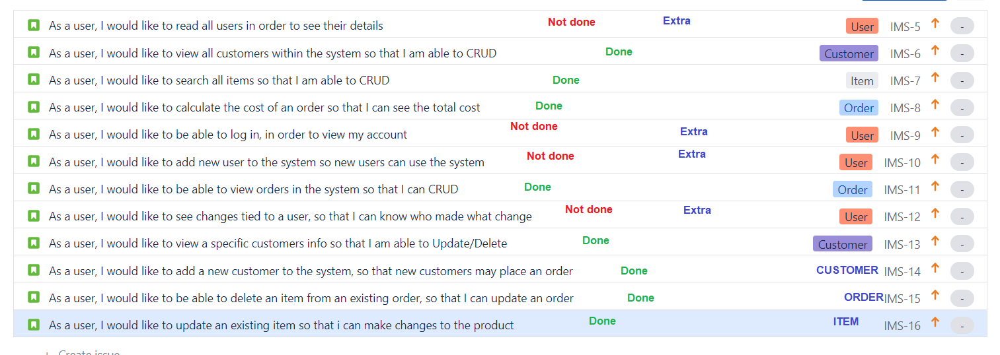 As a user, I would like to read all users in order to see their details Not done Extra User IMS-5 -
As a user, I would like to view all customers within the system so that I am able to CRUD Done Customer IMS-6 -
As a user, I would like to search all items so that I am able to CRUD Done Item IMS-7 -
As a user, I would like to calculate the cost of an order so that I can see the total cost Done Order IMS-8 -
As a user, I would like to be able to log in, in order to view my account Not done Extra User IMS-9 -
As a user, I would like to add new user to the system so new users can use the system Not done Extra User IMS-10 -
As a user, I would like to be able to view orders in the system so that I can CRUD Done Order IMS-11 -
As a user, I would like to see changes tied to a user, so that I can know who made what change Not done Extra User IMS-12 -
As a user, I would like to view a specific customers info so that I am able to Update/Delete Done Customer IMS-13 -
As a user, I would like to add a new customer to the system, so that new customers may place an order Done CUSTOMER IMS-14 -
As a user, I would like to be able to delete an item from an existing order, so that I can update an order Done ORDER IMS-15 -
As a user, I would like to update an existing item so that i can make changes to the product Done ITEM IMS-16 -
+ Create issue